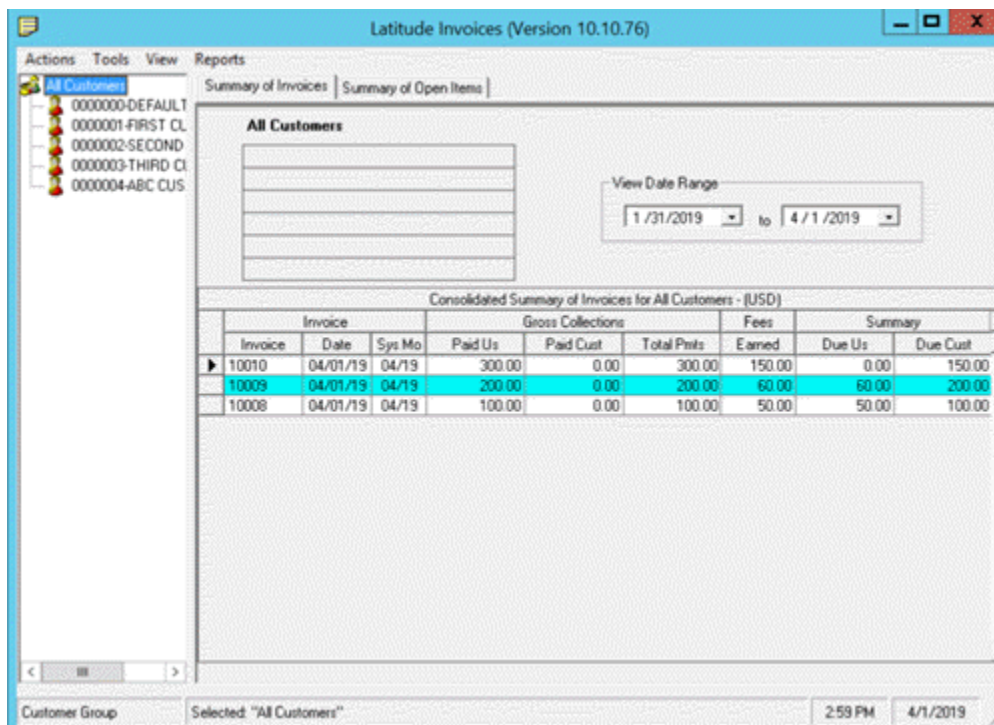 Latitude Invoices (Version 10.10.76)
Actions Tools View Reports
All Customers
0000000-DEFAULT
0000001-FIRST CL
0000002-SECOND
0000003-THIRD CU
0000004-ABC CUS
Summary of Invoices Summary of Open Items
All Customers
View Date Range
1 /31/2019 to 4 / 1 /2019
Consolidated Summary of Invoices for All Customers - (USD)
Invoice Gross Collections Fees Summary
Invoice Date Sys Mo Paid Us Paid Cust Total Pmts Earned Due Us Due Cust
10010 04/01/19 04/19 300.00 0.00 300.00 150.00 0.00 150.00
10009 04/01/19 04/19 200.00 0.00 200.00 60.00 60.00 200.00
10008 04/01/19 04/19 100.00 0.00 100.00 50.00 50.00 100.00
Customer Group Selected: "All Customers" 2:59 PM 4/1/2019